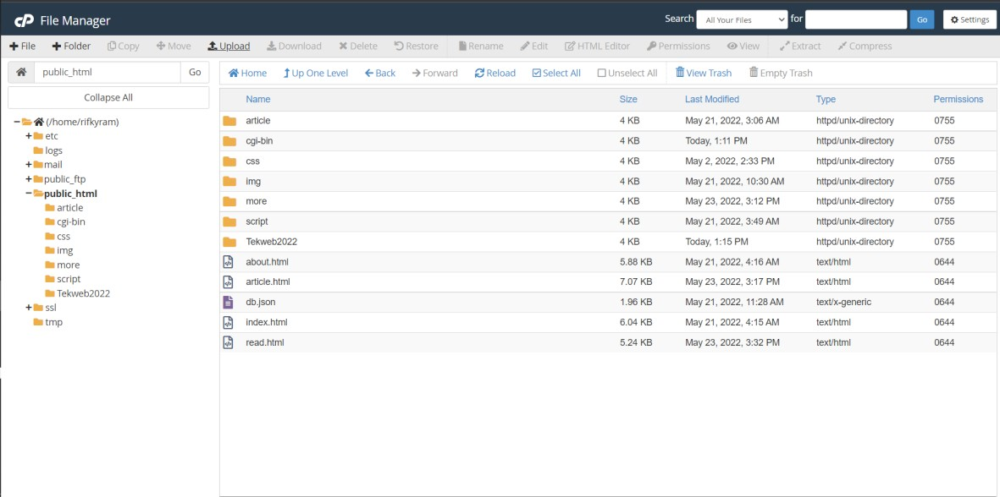 cP File Manager
Search All Your Files for Go Settings
File Folder Copy Move Upload Download Delete Restore Rename Edit HTML Editor Permissions View Extract Compress
public_html Go
Home Up One Level Back Forward Reload Select All Unselect All View Trash Empty Trash
Collapse All
(/home/rifkyram)
etc
logs
mail
public_ftp
public_html
article
cgi-bin
css
img
more
script
Tekweb2022
ssl
tmp
Name Size Last Modified Type Permissions
article 4 KB May 21, 2022, 3:06 AM httpd/unix-directory 0755
cgi-bin 4 KB Today, 1:11 PM httpd/unix-directory 0755
css 4 KB May 2, 2022, 2:33 PM httpd/unix-directory 0755
img 4 KB May 21, 2022, 10:30 AM httpd/unix-directory 0755
more 4 KB May 23, 2022, 3:12 PM httpd/unix-directory 0755
script 4 KB May 21, 2022, 3:49 AM httpd/unix-directory 0755
Tekweb2022 4 KB Today, 1:15 PM httpd/unix-directory 0755
about.html 5.88 KB May 21, 2022, 4:16 AM text/html 0644
article.html 7.07 KB May 23, 2022, 3:17 PM text/html 0644
db.json 1.96 KB May 21, 2022, 11:28 AM text/x-generic 0644
index.html 6.04 KB May 21, 2022, 4:15 AM text/html 0644
read.html 5.24 KB May 23, 2022, 3:32 PM text/html 0644